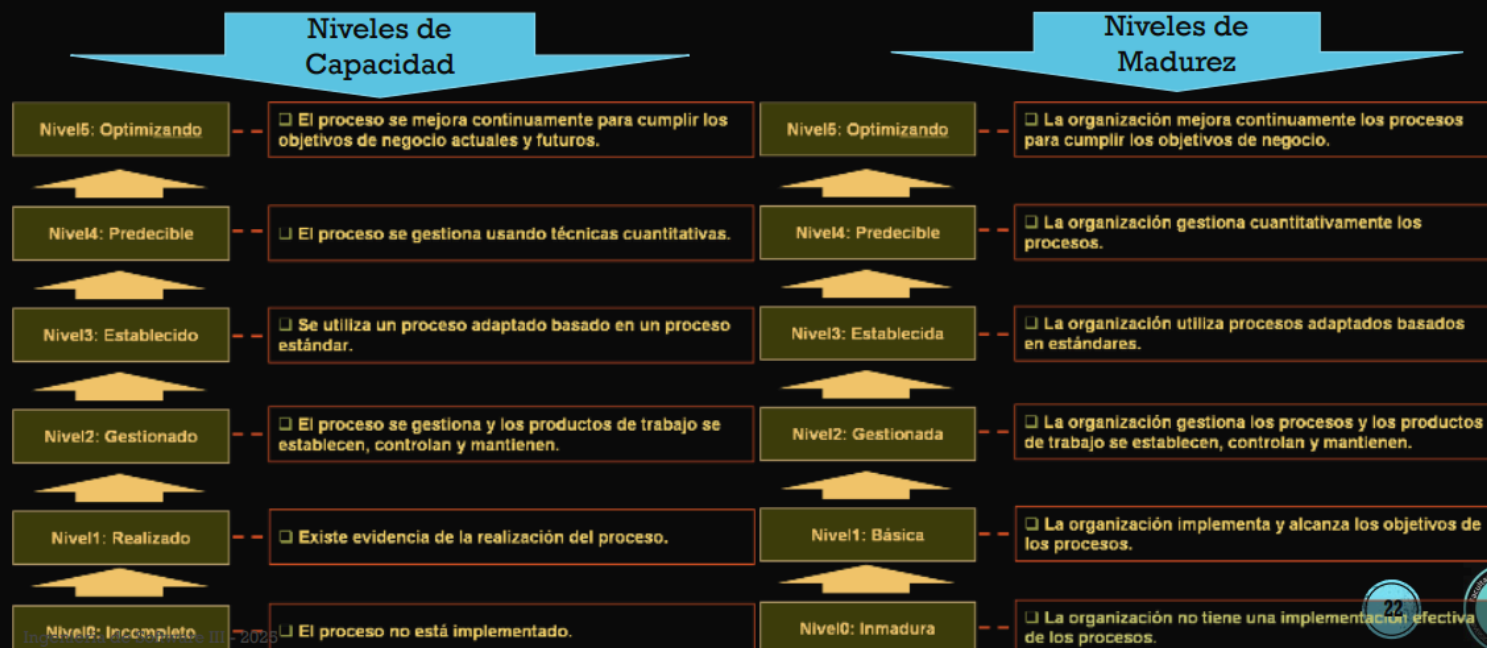 Niveles de
Capacidad
Nivel5: Optimizando
❑ El proceso se mejora continuamente para cumplir los
objetivos de negocio actuales y futuros.
Nivel4: Predecible
❑ El proceso se gestiona usando técnicas cuantitativas.
Nivel3: Establecido
❑ Se utiliza un proceso adaptado basado en un proceso
estándar.
Nivel2: Gestionado
❑ El proceso se gestiona y los productos de trabajo se
establecen, controlan y mantienen.
Nivel1: Realizado
❑ Existe evidencia de la realización del proceso.
Nivel0: Incompleto
❑ El proceso no está implementado.
Niveles de
Madurez
Nivel5: Optimizando
❑ La organización mejora continuamente los procesos
para cumplir los objetivos de negocio.
Nivel4: Predecible
❑ La organización gestiona cuantitativamente los
procesos.
Nivel3: Establecida
❑ La organización utiliza procesos adaptados basados
en estándares.
Nivel2: Gestionada
❑ La organización gestiona los procesos y los productos
de trabajo se establecen, controlan y mantienen.
Nivel1: Básica
❑ La organización implementa y alcanza los objetivos de
los procesos.
Nivel0: Inmadura
❑ La organización no tiene una implementación efectiva
de los procesos.
III - 2025
22